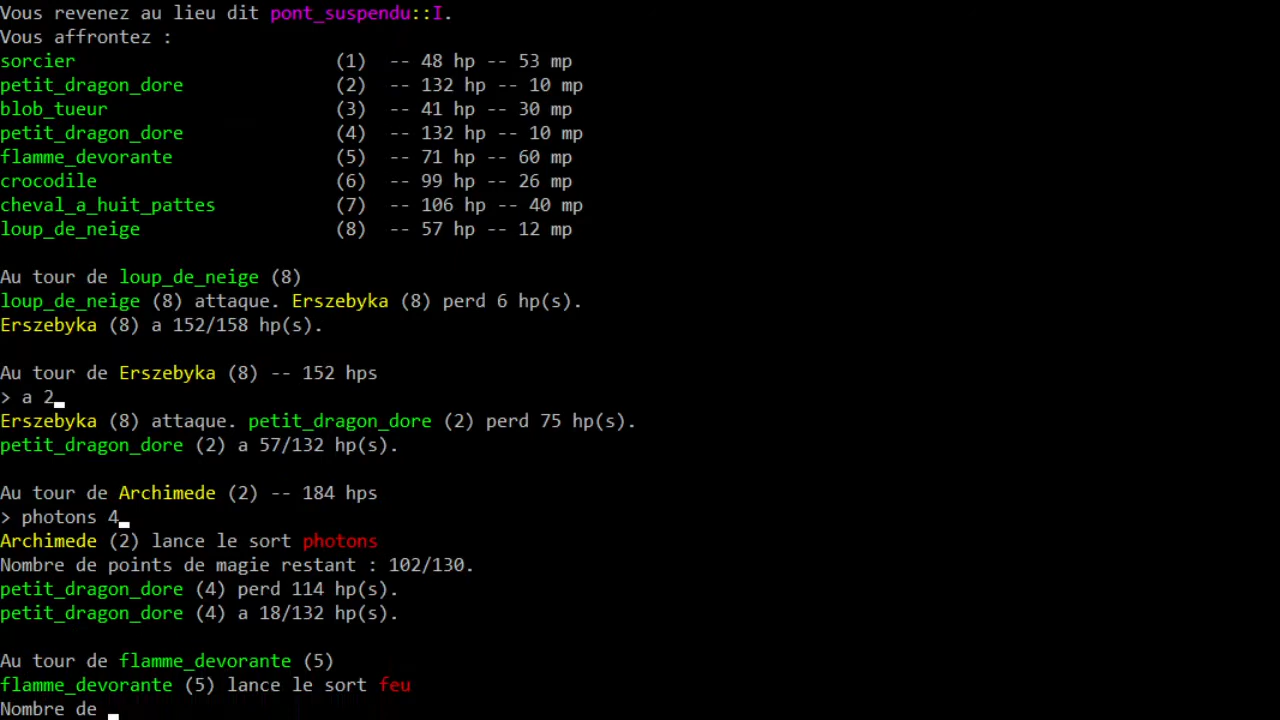 Vous revenez au lieu dit pont_suspendu::I.
Vous affrontez :
sorcier (1) -- 48 hp -- 53 mp
petit_dragon_dore (2) -- 132 hp -- 10 mp
blob_tueur (3) -- 41 hp -- 30 mp
petit_dragon_dore (4) -- 132 hp -- 10 mp
flamme_devorante (5) -- 71 hp -- 60 mp
crocodile (6) -- 99 hp -- 26 mp
cheval_a_huit_pattes (7) -- 106 hp -- 40 mp
loup_de_neige (8) -- 57 hp -- 12 mp
Au tour de loup_de_neige (8)
loup_de_neige (8) attaque. Erszebyka (8) perd 6 hp(s).
Erszebyka (8) a 152/158 hp(s).
Au tour de Erszebyka (8) -- 152 hps
> a 2
Erszebyka (8) attaque. petit_dragon_dore (2) perd 75 hp(s).
petit_dragon_dore (2) a 57/132 hp(s).
Au tour de Archimede (2) -- 184 hps
> photons 4
Archimede (2) lance le sort photons
Nombre de points de magie restant : 102/130.
petit_dragon_dore (4) perd 114 hp(s).
petit_dragon_dore (4) a 18/132 hp(s).
Au tour de flamme_devorante (5)
flamme_devorante (5) lance le sort feu
Nombre de